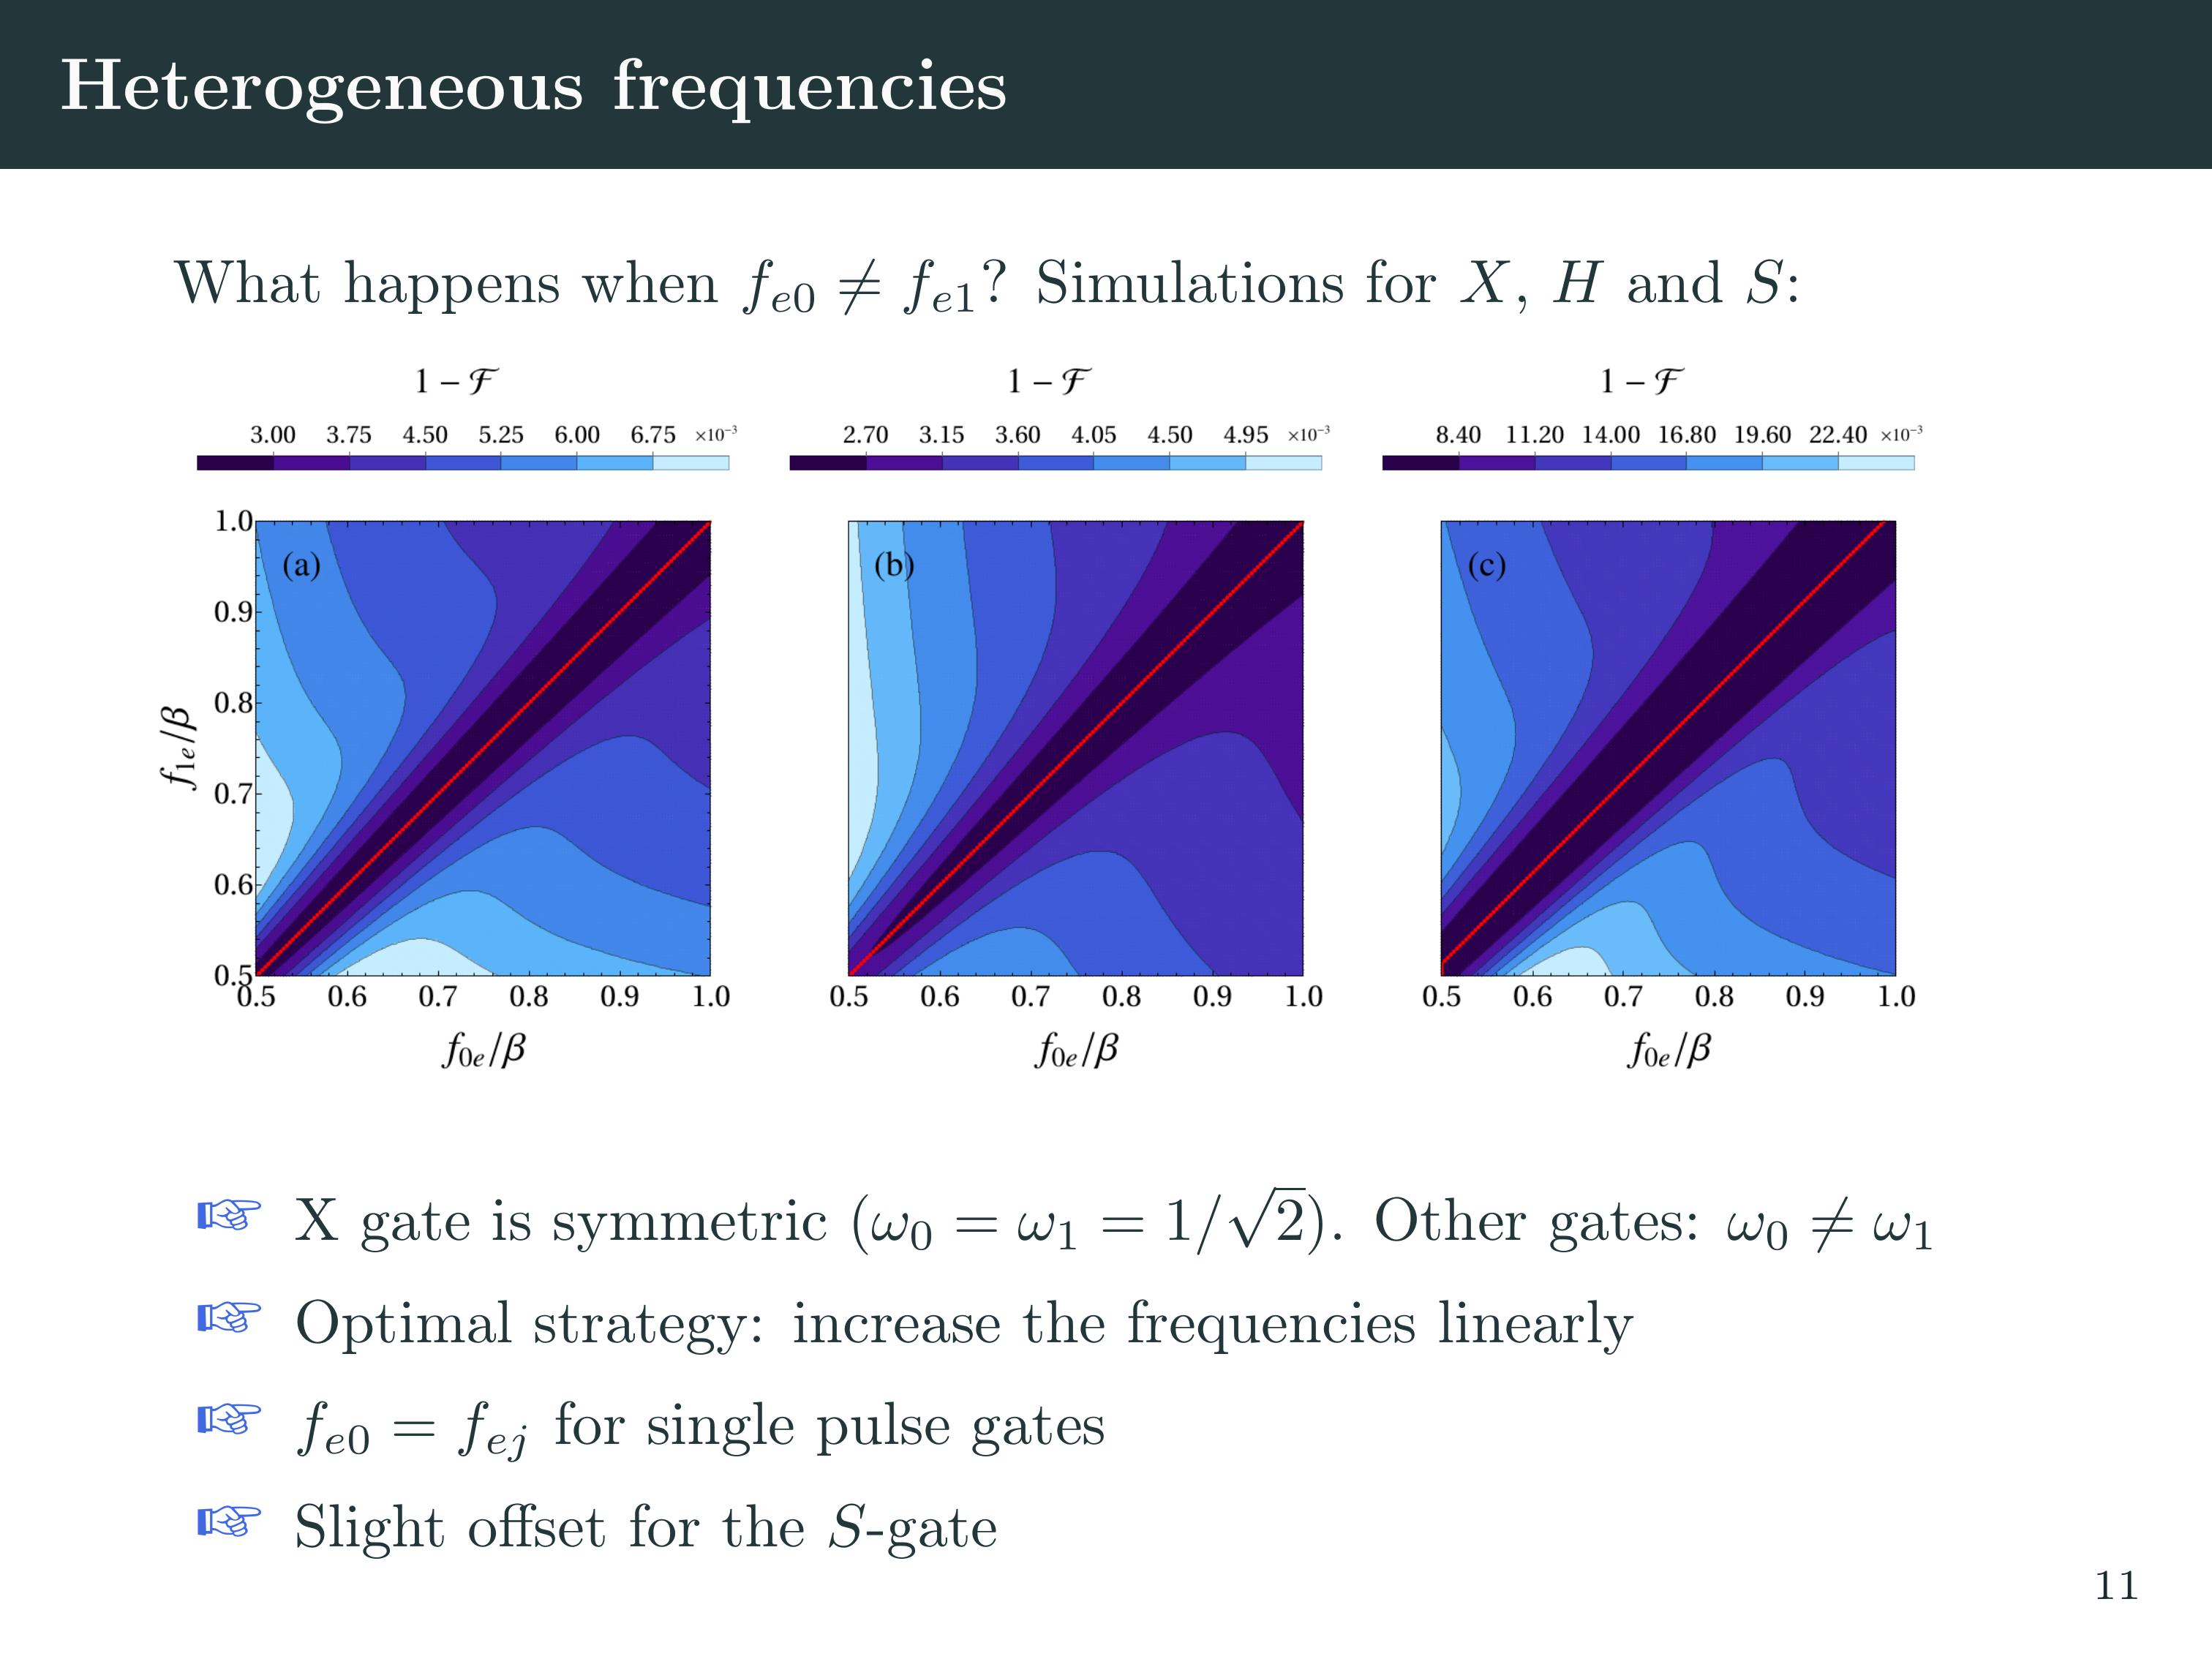 Heterogeneous frequencies
What happens when f_{e0} ≠ f_{e1}? Simulations for X, H and S:
1 − ℱ 1 − ℱ 1 − ℱ
3.00 3.75 4.50 5.25 6.00 6.75 ×10⁻³ 2.70 3.15 3.60 4.05 4.50 4.95 ×10⁻³ 8.40 11.20 14.00 16.80 19.60 22.40 ×10⁻³
1.0
(a) (b) (c)
0.9
0.8
f_{1e}/β
0.7
0.6
0.5
0.5 0.6 0.7 0.8 0.9 1.0 0.5 0.6 0.7 0.8 0.9 1.0 0.5 0.6 0.7 0.8 0.9 1.0
f_{0e}/β f_{0e}/β f_{0e}/β
☞ X gate is symmetric (ω₀ = ω₁ = 1/√2). Other gates: ω₀ ≠ ω₁
☞ Optimal strategy: increase the frequencies linearly
☞ f_{e0} = f_{ej} for single pulse gates
☞ Slight offset for the S-gate
11